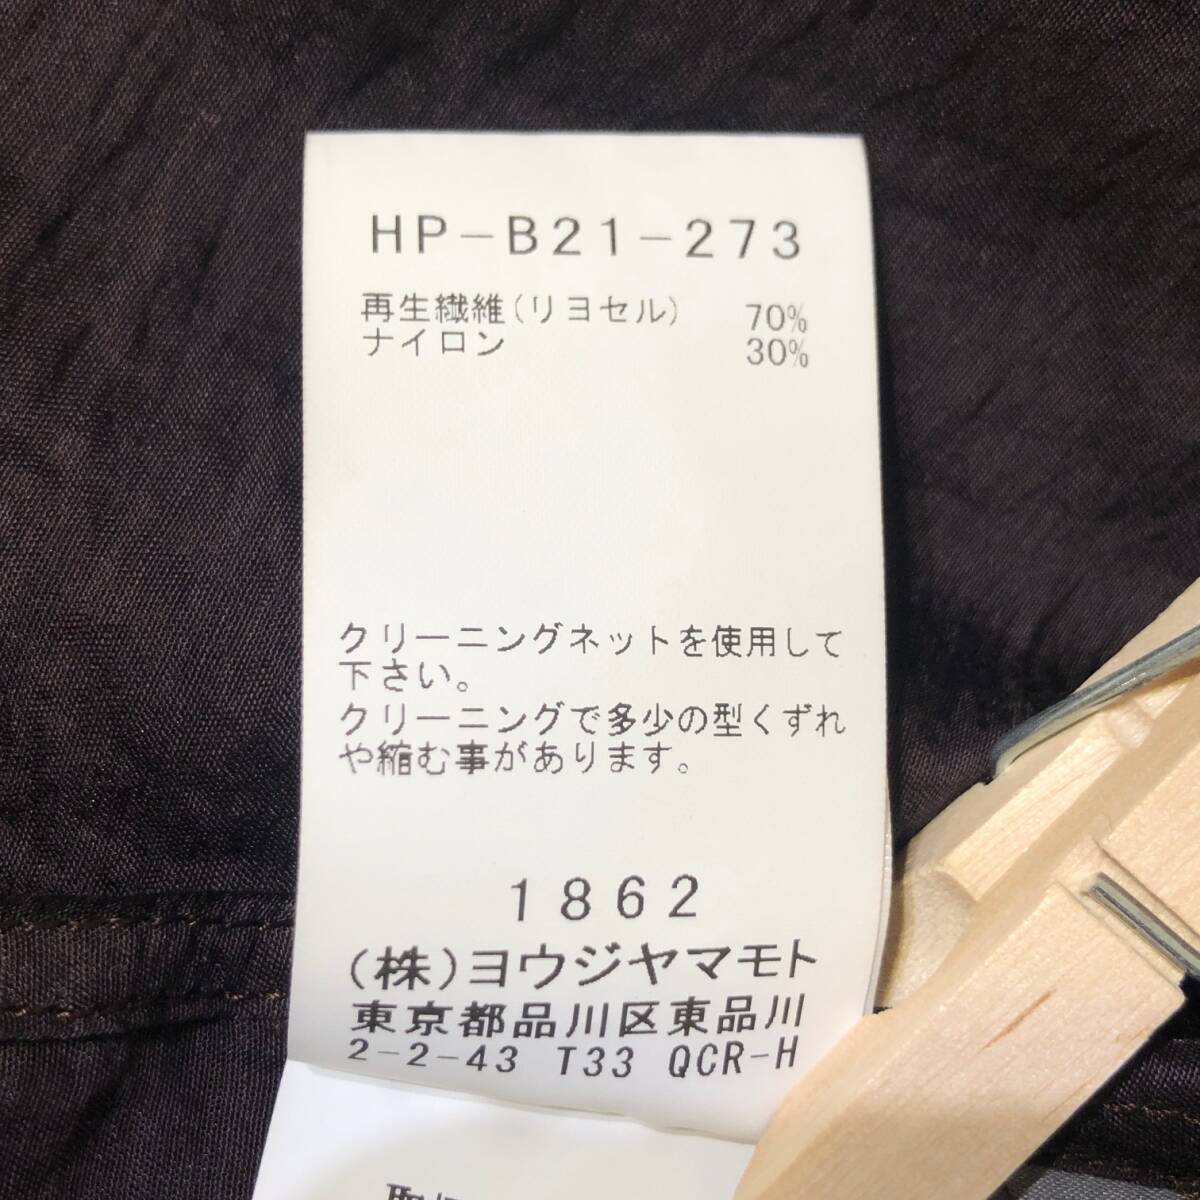 HP-B21-273
再生繊維(リヨセル) 70%
ナイロン 30%
クリーニングネットを使用して
下さい。
クリーニングで多少の型くずれ
や縮む事があります。
1862
(株)ヨウジヤマモト
東京都品川区東品川
2-2-43 T33 QCR-H